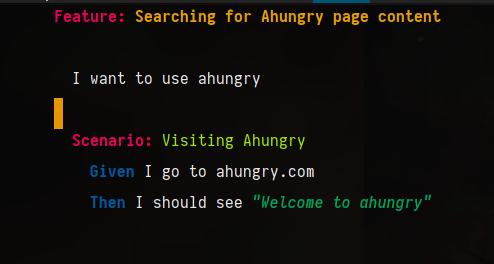 Feature: Searching for Ahungry page content
I want to use ahungry
Scenario: Visiting Ahungry
Given I go to ahungry.com
Then I should see "Welcome to ahungry"